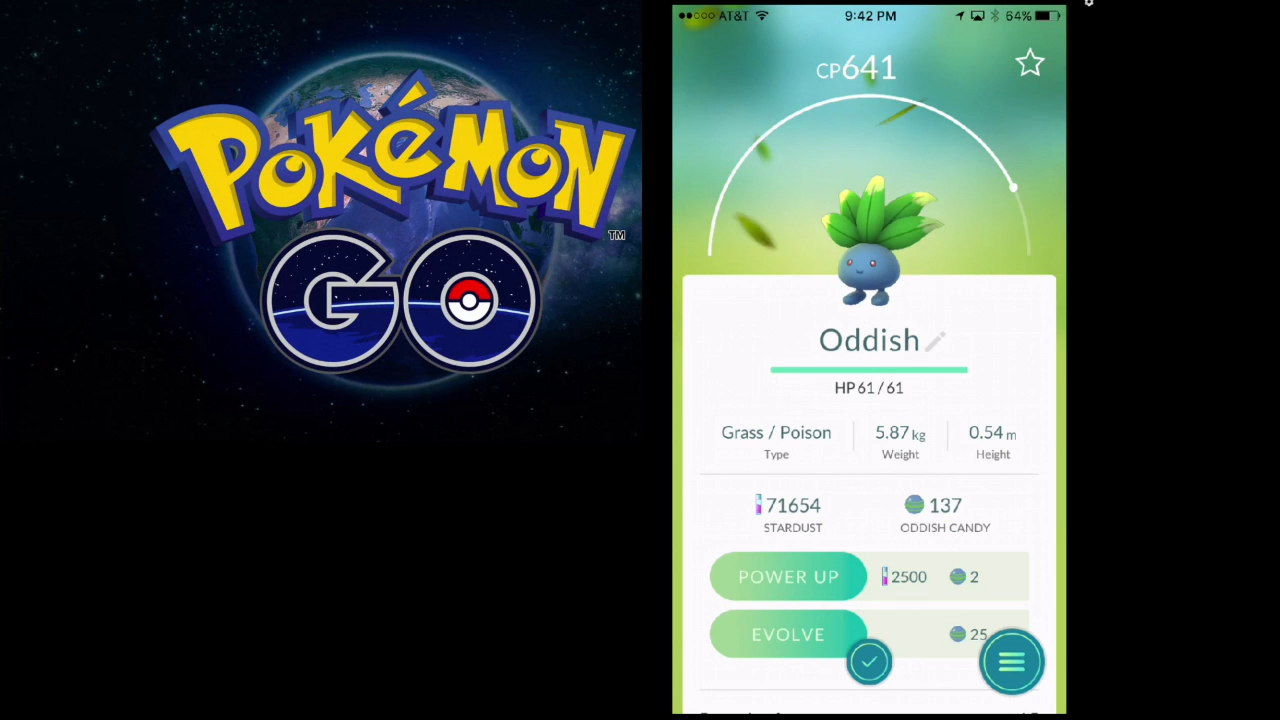 POKéMON
TM
GO
AT&T 9:42 PM 64%
CP641
Oddish
HP 61 / 61
Grass / Poison 5.87 kg 0.54 m
Type Weight Height
71654 137
STARDUST ODDISH CANDY
POWER UP 2500 2
EVOLVE 25